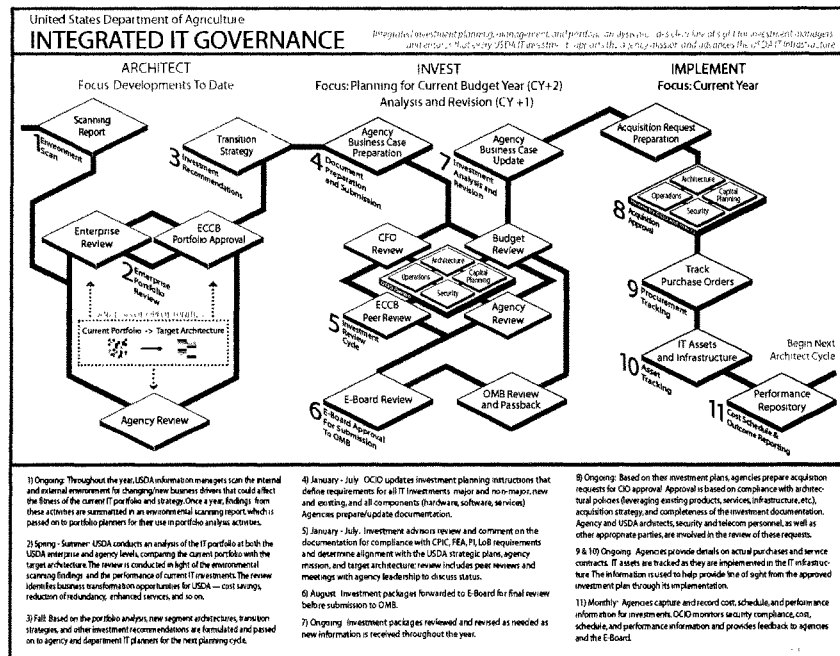 United States Department of Agriculture
INTEGRATED IT GOVERNANCE
Integrated investment planning, management, and portfolio analysis
and ensures that every USDA IT investment supports the agency mission and advances the USDA IT Infrastructure
ARCHITECT
Focus: Developments To Date
INVEST
Focus: Planning for Current Budget Year (CY+2)
Analysis and Revision (CY +1)
IMPLEMENT
Focus: Current Year
Scanning
Report
1 Environment
Scan
Enterprise
Review
ECCB
Portfolio Approval
2 Enterprise
Portfolio
Review
Current Portfolio -> Target Architecture
Agency Review
Transition
Strategy
3 Investment
Recommendations
Agency
Business Case
Preparation
4 Document
Preparation
and Submission
CFO
Review
Budget
Review
Architecture
Operations
Capital
Planning
Security
ECCB
Peer Review
Agency
Review
5 Investment
Review
Cycle
E-Board Review
6 E-Board Approval
For Submission
To OMB
OMB Review
and Passback
Agency
Business Case
Update
7 Investment
Analysis and
Revision
Acquisition Request
Preparation
Architecture
Operations
Capital
Planning
Security
8 Acquisition
Approval
Track
Purchase Orders
9 Procurement
Tracking
IT Assets
and Infrastructure
10 Asset
Tracking
Begin Next
Architect Cycle
Performance
Repository
11 Cost Schedule &
Outcome Reporting
1) Ongoing: Throughout the year, USDA information managers scan the internal
and external environment for changing/new business drivers that could affect
the fitness of the current IT portfolio and strategy. Once a year, findings from
these activities are summarized in an environmental scanning report which is
passed on to portfolio planners for their use in portfolio analysis activities.
2) Spring - Summer: USDA conducts an analysis of the IT portfolio at both the
USDA enterprise and agency levels, comparing the current portfolio with the
target architecture. The review is conducted in light of the environmental
scanning findings and the performance of current IT investments. The review
identifies business transformation opportunities for USDA — cost savings,
reduction of redundancy, enhanced services, and so on.
3) Fall: Based on the portfolio analysis, new segment architectures, transition
strategies, and other investment recommendations are formulated and passed
on to agency and department IT planners for the next planning cycle.
4) January - July OCIO updates investment planning instructions that
define requirements for all IT Investments major and non-major, new
and existing, and all components (hardware, software, services)
Agencies prepare/update documentation.
5) January - July. Investment advisors review and comment on the
documentation for compliance with CPIC, FEA, PI, LoB requirements
and determine alignment with the USDA strategic plans, agency
mission, and target architecture; review includes peer reviews and
meetings with agency leadership to discuss status.
6) August Investment packages forwarded to E-Board for final review
before submission to OMB.
7) Ongoing Investment packages reviewed and revised as needed as
new information is received throughout the year.
8) Ongoing: Based on their investment plans, agencies prepare acquisition
requests for CIO approval Approval is based on compliance with architec-
tural policies (leveraging existing products, services, infrastructure, etc.),
acquisition strategy, and completeness of the investment documentation.
Agency and USDA architects, security and telecom personnel, as well as
other appropriate parties, are involved in the review of these requests.
9 & 10) Ongoing Agencies provide details on actual purchases and service
contracts. IT assets are tracked as they are implemented in the IT infrastruc-
ture The information is used to help provide line of sight from the approved
investment plan through its implementation.
11) Monthly Agencies capture and record cost, schedule, and performance
information for investments. OCIO monitors security compliance, cost,
schedule, and performance information and provides feedback to agencies
and the E-Board.